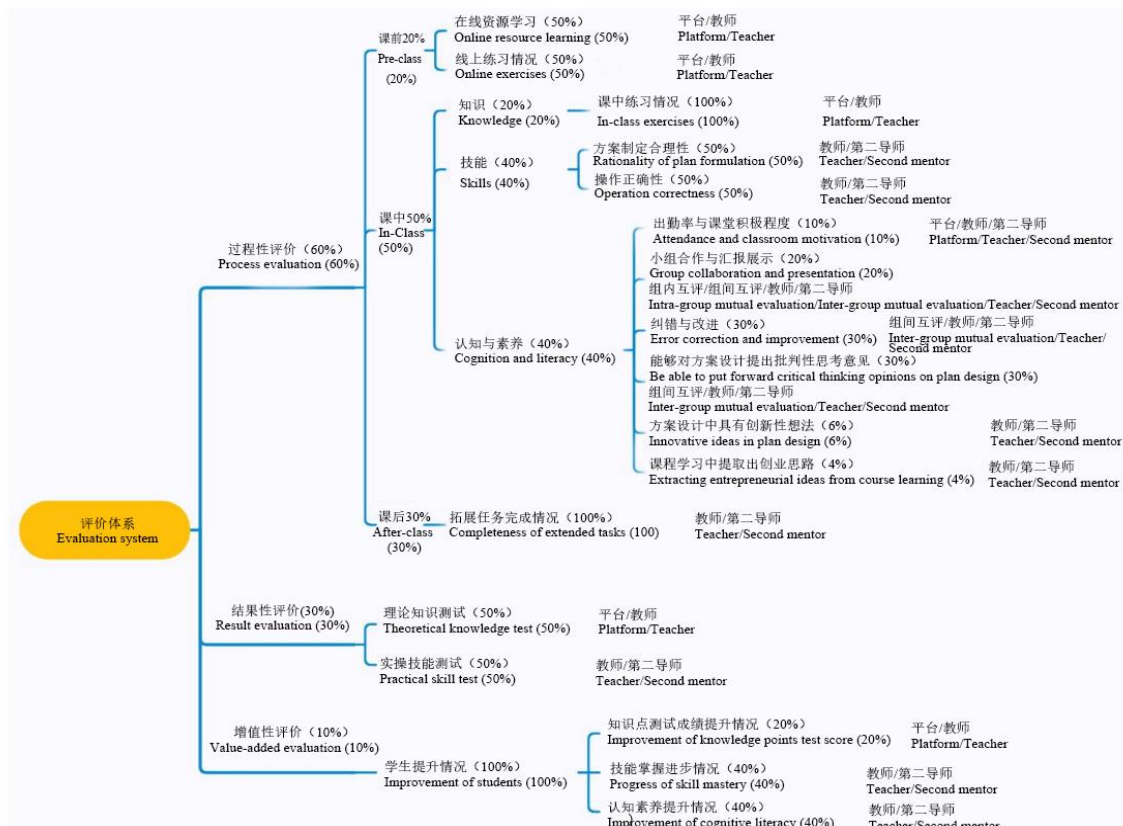 评价体系
Evaluation system
过程性评价（60%）
Process evaluation (60%)
课前20%
Pre-class
(20%)
在线资源学习（50%）
Online resource learning (50%)
平台/教师
Platform/Teacher
线上练习情况（50%）
Online exercises (50%)
平台/教师
Platform/Teacher
课中50%
In-Class
(50%)
知识（20%）
Knowledge (20%)
课中练习情况（100%）
In-class exercises (100%)
平台/教师
Platform/Teacher
技能（40%）
Skills (40%)
方案制定合理性（50%）
Rationality of plan formulation (50%)
教师/第二导师
Teacher/Second mentor
操作正确性（50%）
Operation correctness (50%)
教师/第二导师
Teacher/Second mentor
认知与素养（40%）
Cognition and literacy (40%)
出勤率与课堂积极程度（10%）
Attendance and classroom motivation (10%)
平台/教师/第二导师
Platform/Teacher/Second mentor
小组合作与汇报展示（20%）
Group collaboration and presentation (20%)
组内互评/组间互评/教师/第二导师
Intra-group mutual evaluation/Inter-group mutual evaluation/Teacher/Second mentor
纠错与改进（30%）
Error correction and improvement (30%)
组间互评/教师/第二导师
Inter-group mutual evaluation/Teacher/
Second mentor
能够对方案设计提出批判性思考意见（30%）
Be able to put forward critical thinking opinions on plan design (30%)
组间互评/教师/第二导师
Inter-group mutual evaluation/Teacher/Second mentor
方案设计中具有创新性想法（6%）
Innovative ideas in plan design (6%)
教师/第二导师
Teacher/Second mentor
课程学习中提取出创业思路（4%）
Extracting entrepreneurial ideas from course learning (4%)
教师/第二导师
Teacher/Second mentor
课后30%
After-class
(30%)
拓展任务完成情况（100%）
Completeness of extended tasks (100)
教师/第二导师
Teacher/Second mentor
结果性评价(30%)
Result evaluation (30%)
理论知识测试（50%）
Theoretical knowledge test (50%)
平台/教师
Platform/Teacher
实操技能测试（50%）
Practical skill test (50%)
教师/第二导师
Teacher/Second mentor
增值性评价（10%）
Value-added evaluation (10%)
学生提升情况（100%）
Improvement of students (100%)
知识点测试成绩提升情况（20%）
Improvement of knowledge points test score (20%)
平台/教师
Platform/Teacher
技能掌握进步情况（40%）
Progress of skill mastery (40%)
教师/第二导师
Teacher/Second mentor
认知素养提升情况（40%）
Improvement of cognitive literacy (40%)
教师/第二导师
Teacher/Second mentor